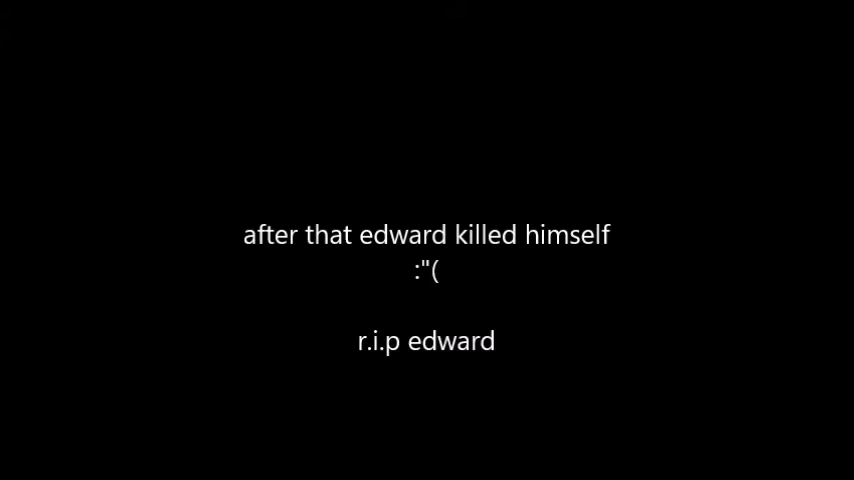 after that edward killed himself
:"(
r.i.p edward